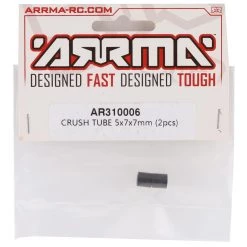 ARRMA-RC.COM
ARRMA
DESIGNED FAST DESIGNED TOUGH
AR310006
CRUSH TUBE 5x7x7mm (2pcs)